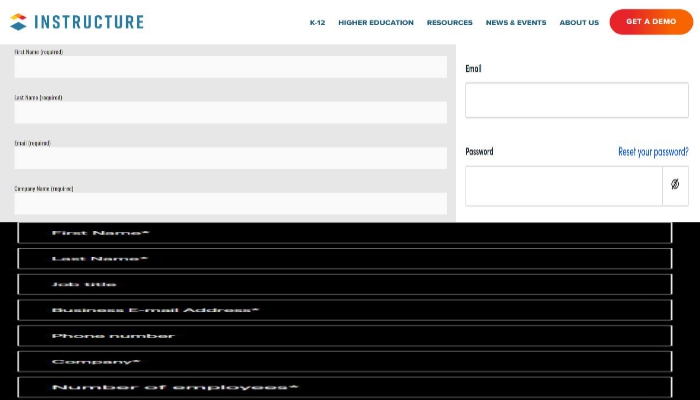 INSTRUCTURE
K-12 HIGHER EDUCATION RESOURCES NEWS & EVENTS ABOUT US GET A DEMO
First Name (required)
Last Name (required)
Email (required)
Company Name (required)
Email
Password Reset your password?
First Name*
Last Name*
Job title
Business E-mail Address*
Phone number
Company*
Number of employees*